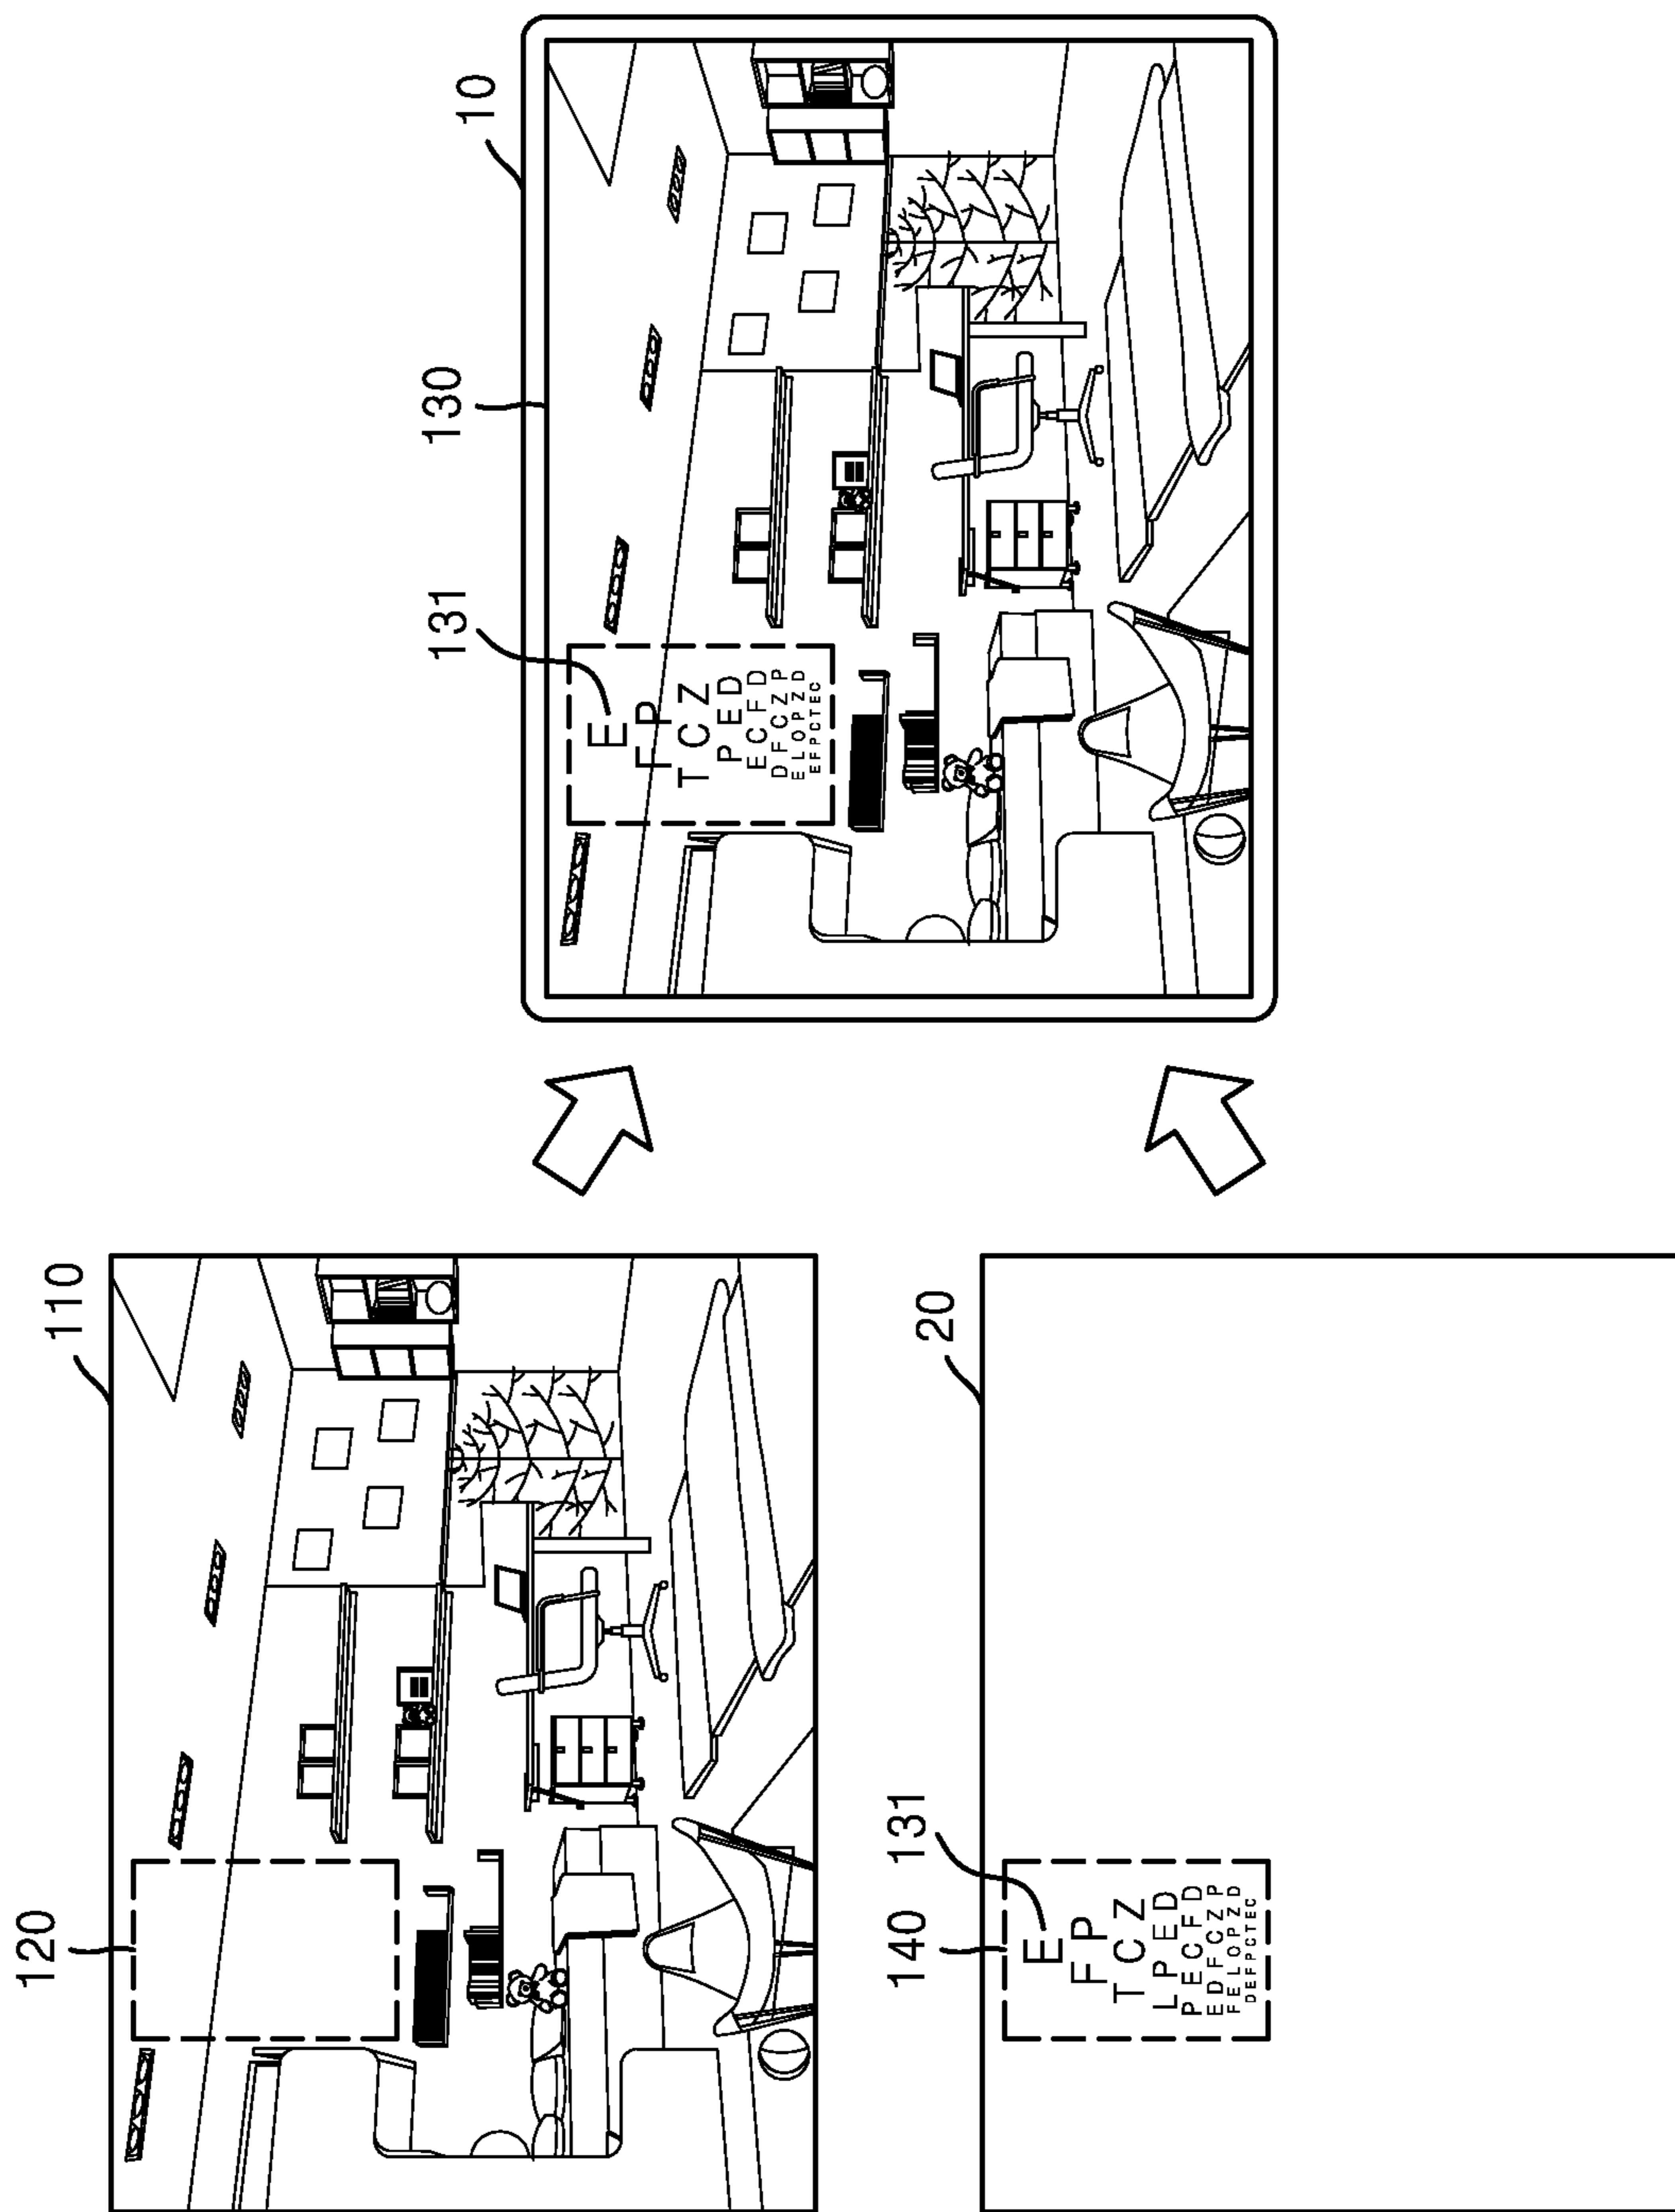 120
110
140
131
20
E
F P
T C Z
L P E D
P E C F D
E D F C Z P
F E L O P Z D
D E F P C T E C
131
130
10
E
F P
T C Z
P E D
E C F D
D F C Z P
E L O P Z D
E F P C T E C